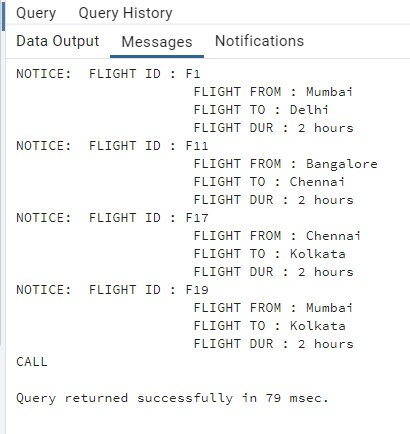 Query Query History
Data Output Messages Notifications
NOTICE: FLIGHT ID : F1
FLIGHT FROM : Mumbai
FLIGHT TO : Delhi
FLIGHT DUR : 2 hours
NOTICE: FLIGHT ID : F11
FLIGHT FROM : Bangalore
FLIGHT TO : Chennai
FLIGHT DUR : 2 hours
NOTICE: FLIGHT ID : F17
FLIGHT FROM : Chennai
FLIGHT TO : Kolkata
FLIGHT DUR : 2 hours
NOTICE: FLIGHT ID : F19
FLIGHT FROM : Mumbai
FLIGHT TO : Kolkata
FLIGHT DUR : 2 hours
CALL
Query returned successfully in 79 msec.